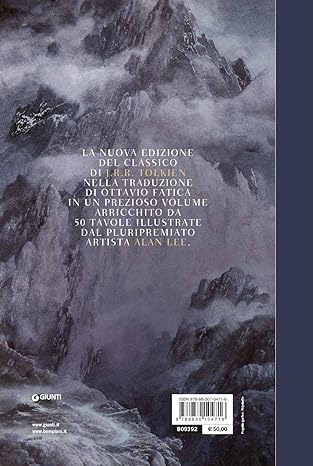 LA NUOVA EDIZIONE
DEL CLASSICO
DI J.R.R. TOLKIEN
NELLA TRADUZIONE
DI OTTAVIO FATICA
IN UN PREZIOSO VOLUME
ARRICCHITO DA
50 TAVOLE ILLUSTRATE
DAL PLURIPREMIATO
ARTISTA ALAN LEE.
GIUNTI
www.giunti.it
www.bompiani.it
B09392
€ 50,00